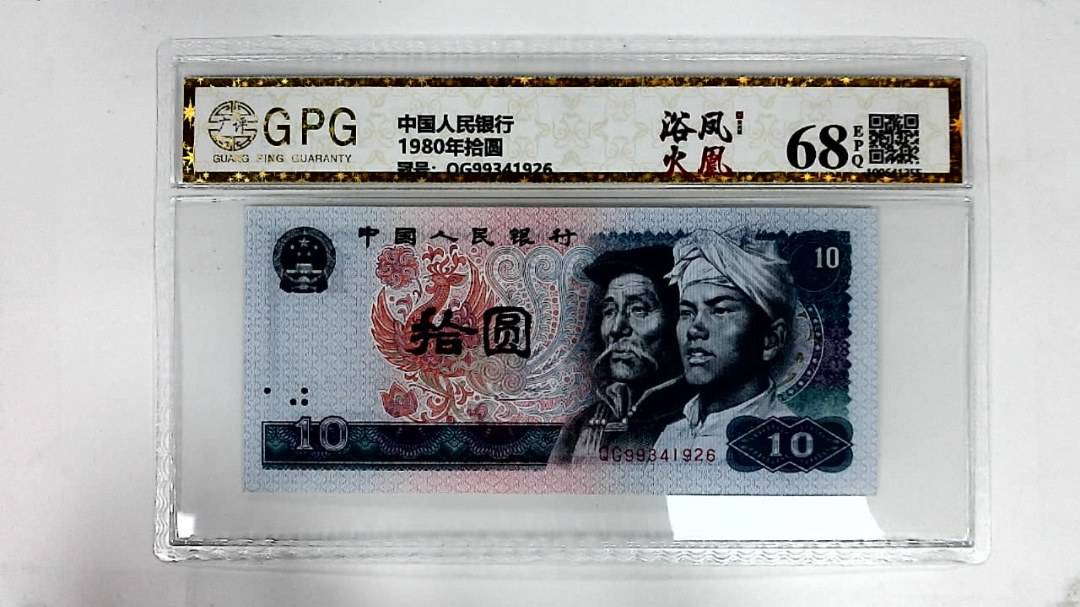 广评
GPG
GUANG PING GUARANTY
中国人民银行
1980年拾圆
冠号：QG99341926
浴火
凤凰
68
EPQ
中国人民银行
10
拾圆
10
QG99341926
10